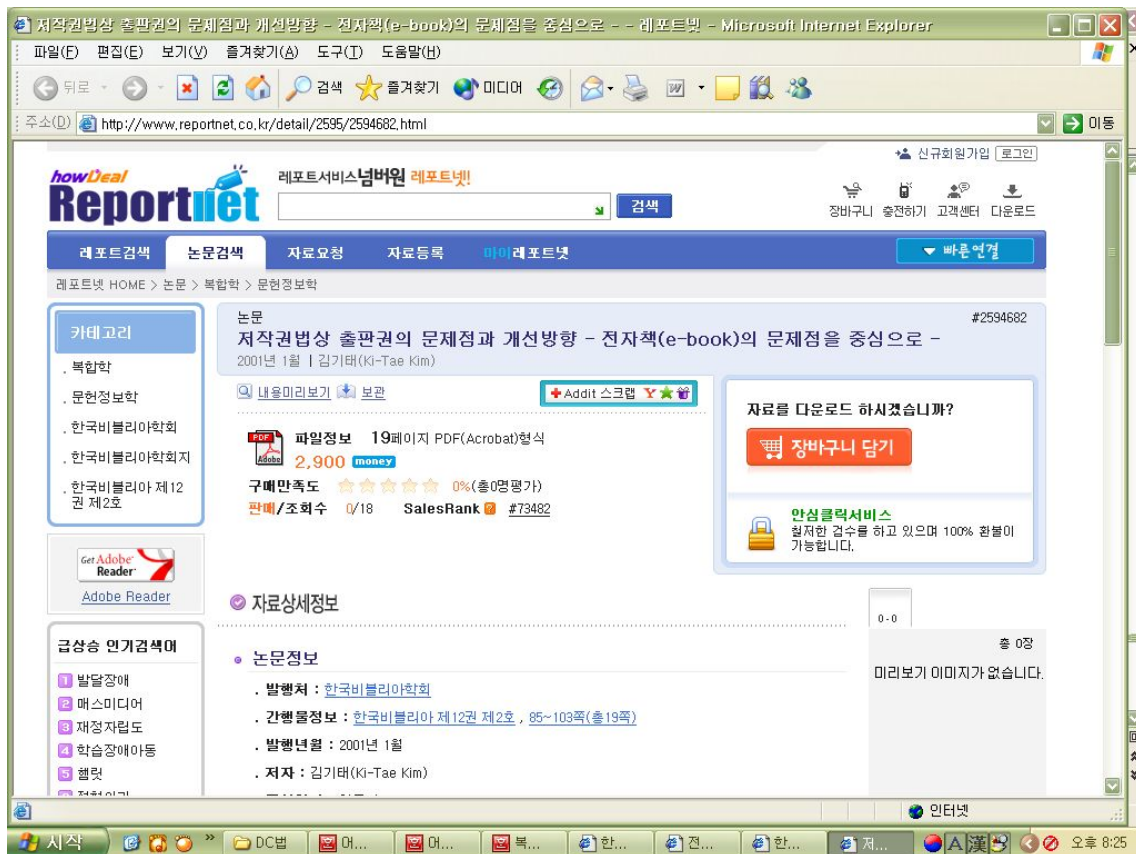 저작권법상 출판권의 문제점과 개선방향 - 전자책(e-book)의 문제점을 중심으로 - - 레포트넷 - Microsoft Internet Explorer
파일(F) 편집(E) 보기(V) 즐겨찾기(A) 도구(T) 도움말(H)
뒤로 검색 즐겨찾기 미디어
주소(D) http://www.reportnet.co.kr/detail/2595/2594682.html 이동
신규회원가입 로그인
howDeal
Reportnet
레포트서비스넘버원 레포트넷!
검색
장바구니 충전하기 고객센터 다운로드
레포트검색 논문검색 자료요청 자료등록 마이레포트넷 빠른연결
레포트넷 HOME > 논문 > 복합학 > 문헌정보학
카테고리
. 복합학
. 문헌정보학
. 한국비블리아학회
. 한국비블리아학회지
. 한국비블리아 제12
권 제2호
Get Adobe Reader
Adobe Reader
급상승 인기검색어
1 발달장애
2 매스미디어
3 재정자립도
4 학습장애아동
5 햄릿
논문 #2594682
저작권법상 출판권의 문제점과 개선방향 - 전자책(e-book)의 문제점을 중심으로 -
2001년 1월 | 김기태(Ki-Tae Kim)
내용미리보기 보관 Addit 스크랩
PDF Adobe
파일정보 19페이지 PDF(Acrobat)형식
2,900 money
구매만족도 0%(총0명평가)
판매/조회수 0/18 SalesRank #73482
자료를 다운로드 하시겠습니까?
장바구니 담기
안심클릭서비스
철저한 검수를 하고 있으며 100% 환불이
가능합니다.
자료상세정보
0-0
총 0장
미리보기 이미지가 없습니다.
논문정보
. 발행처 : 한국비블리아학회
. 간행물정보 : 한국비블리아 제12권 제2호 , 85~103쪽(총19쪽)
. 발행년월 : 2001년 1월
. 저자 : 김기태(Ki-Tae Kim)
인터넷
시작 DC법 어... 어... 복... 한... 전... 한... 저... A 漢 오후 8:25